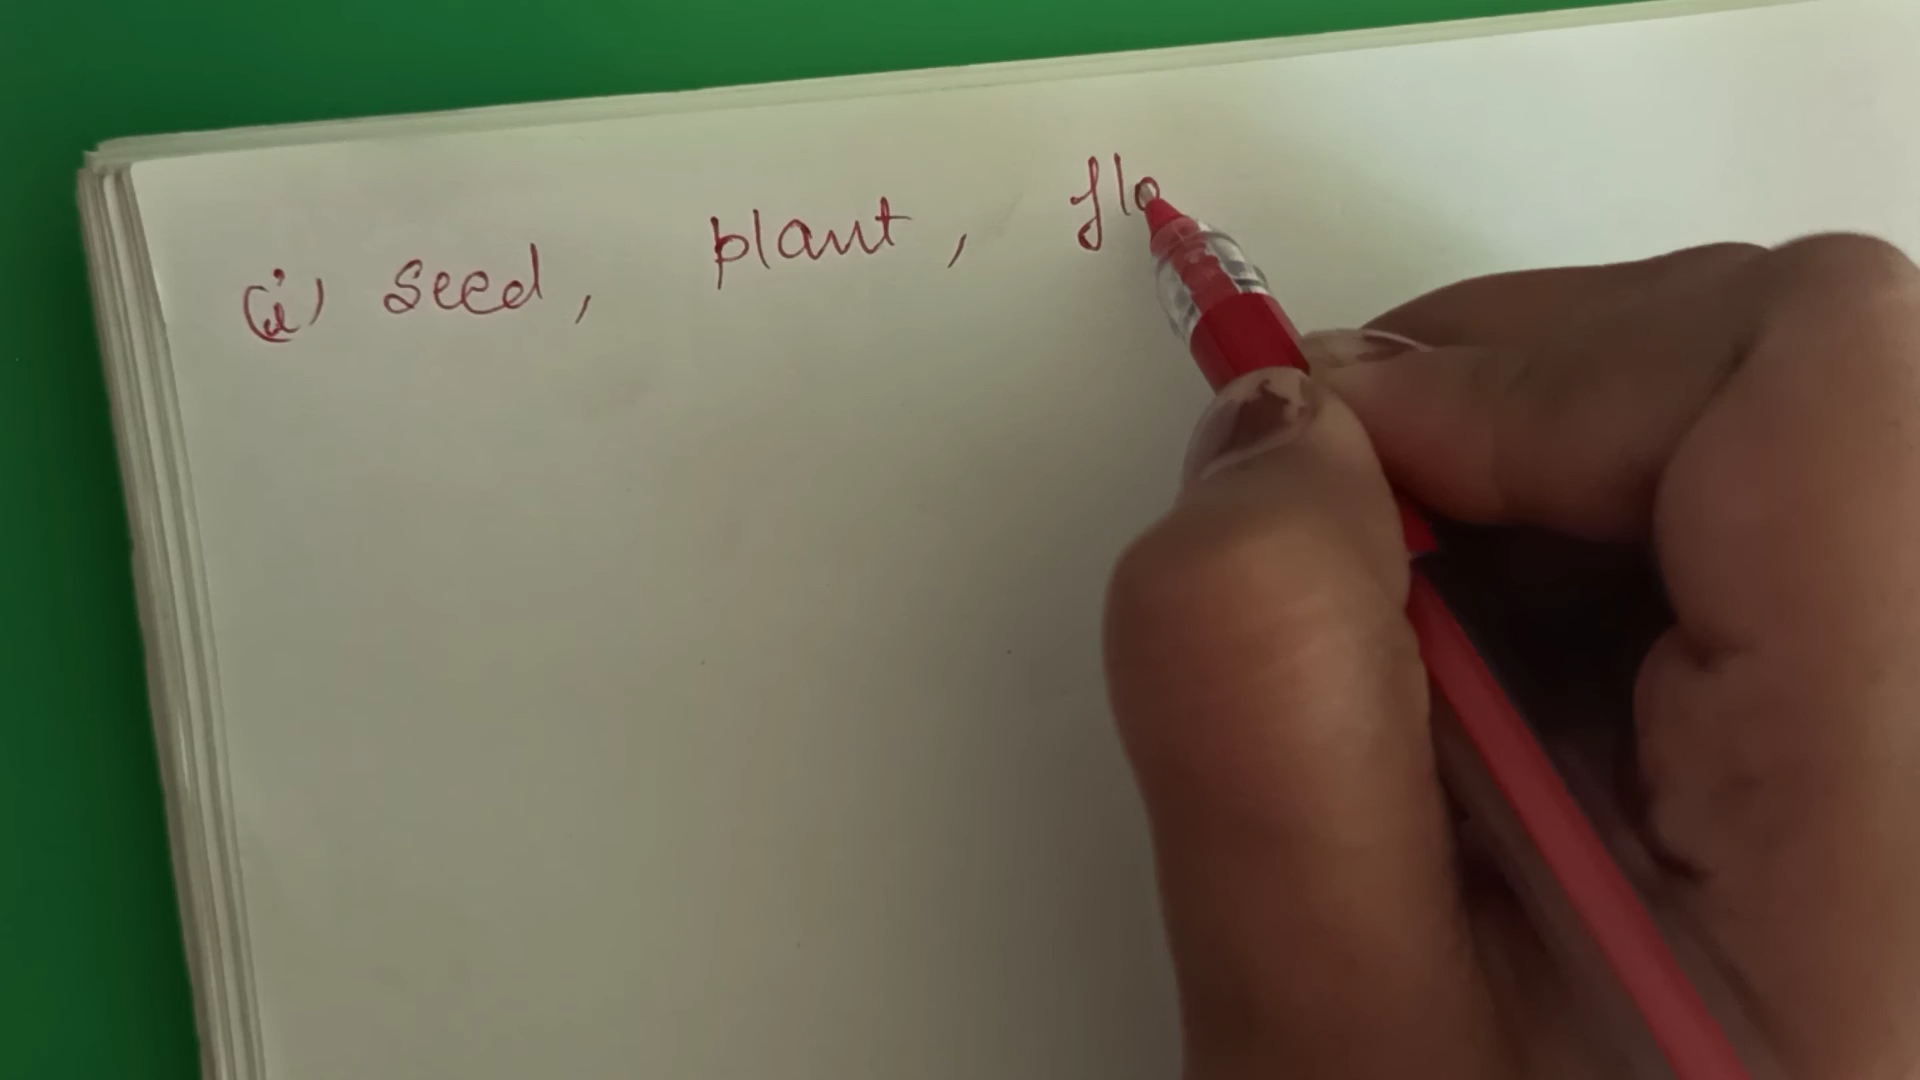 (i) seed, plant, flo